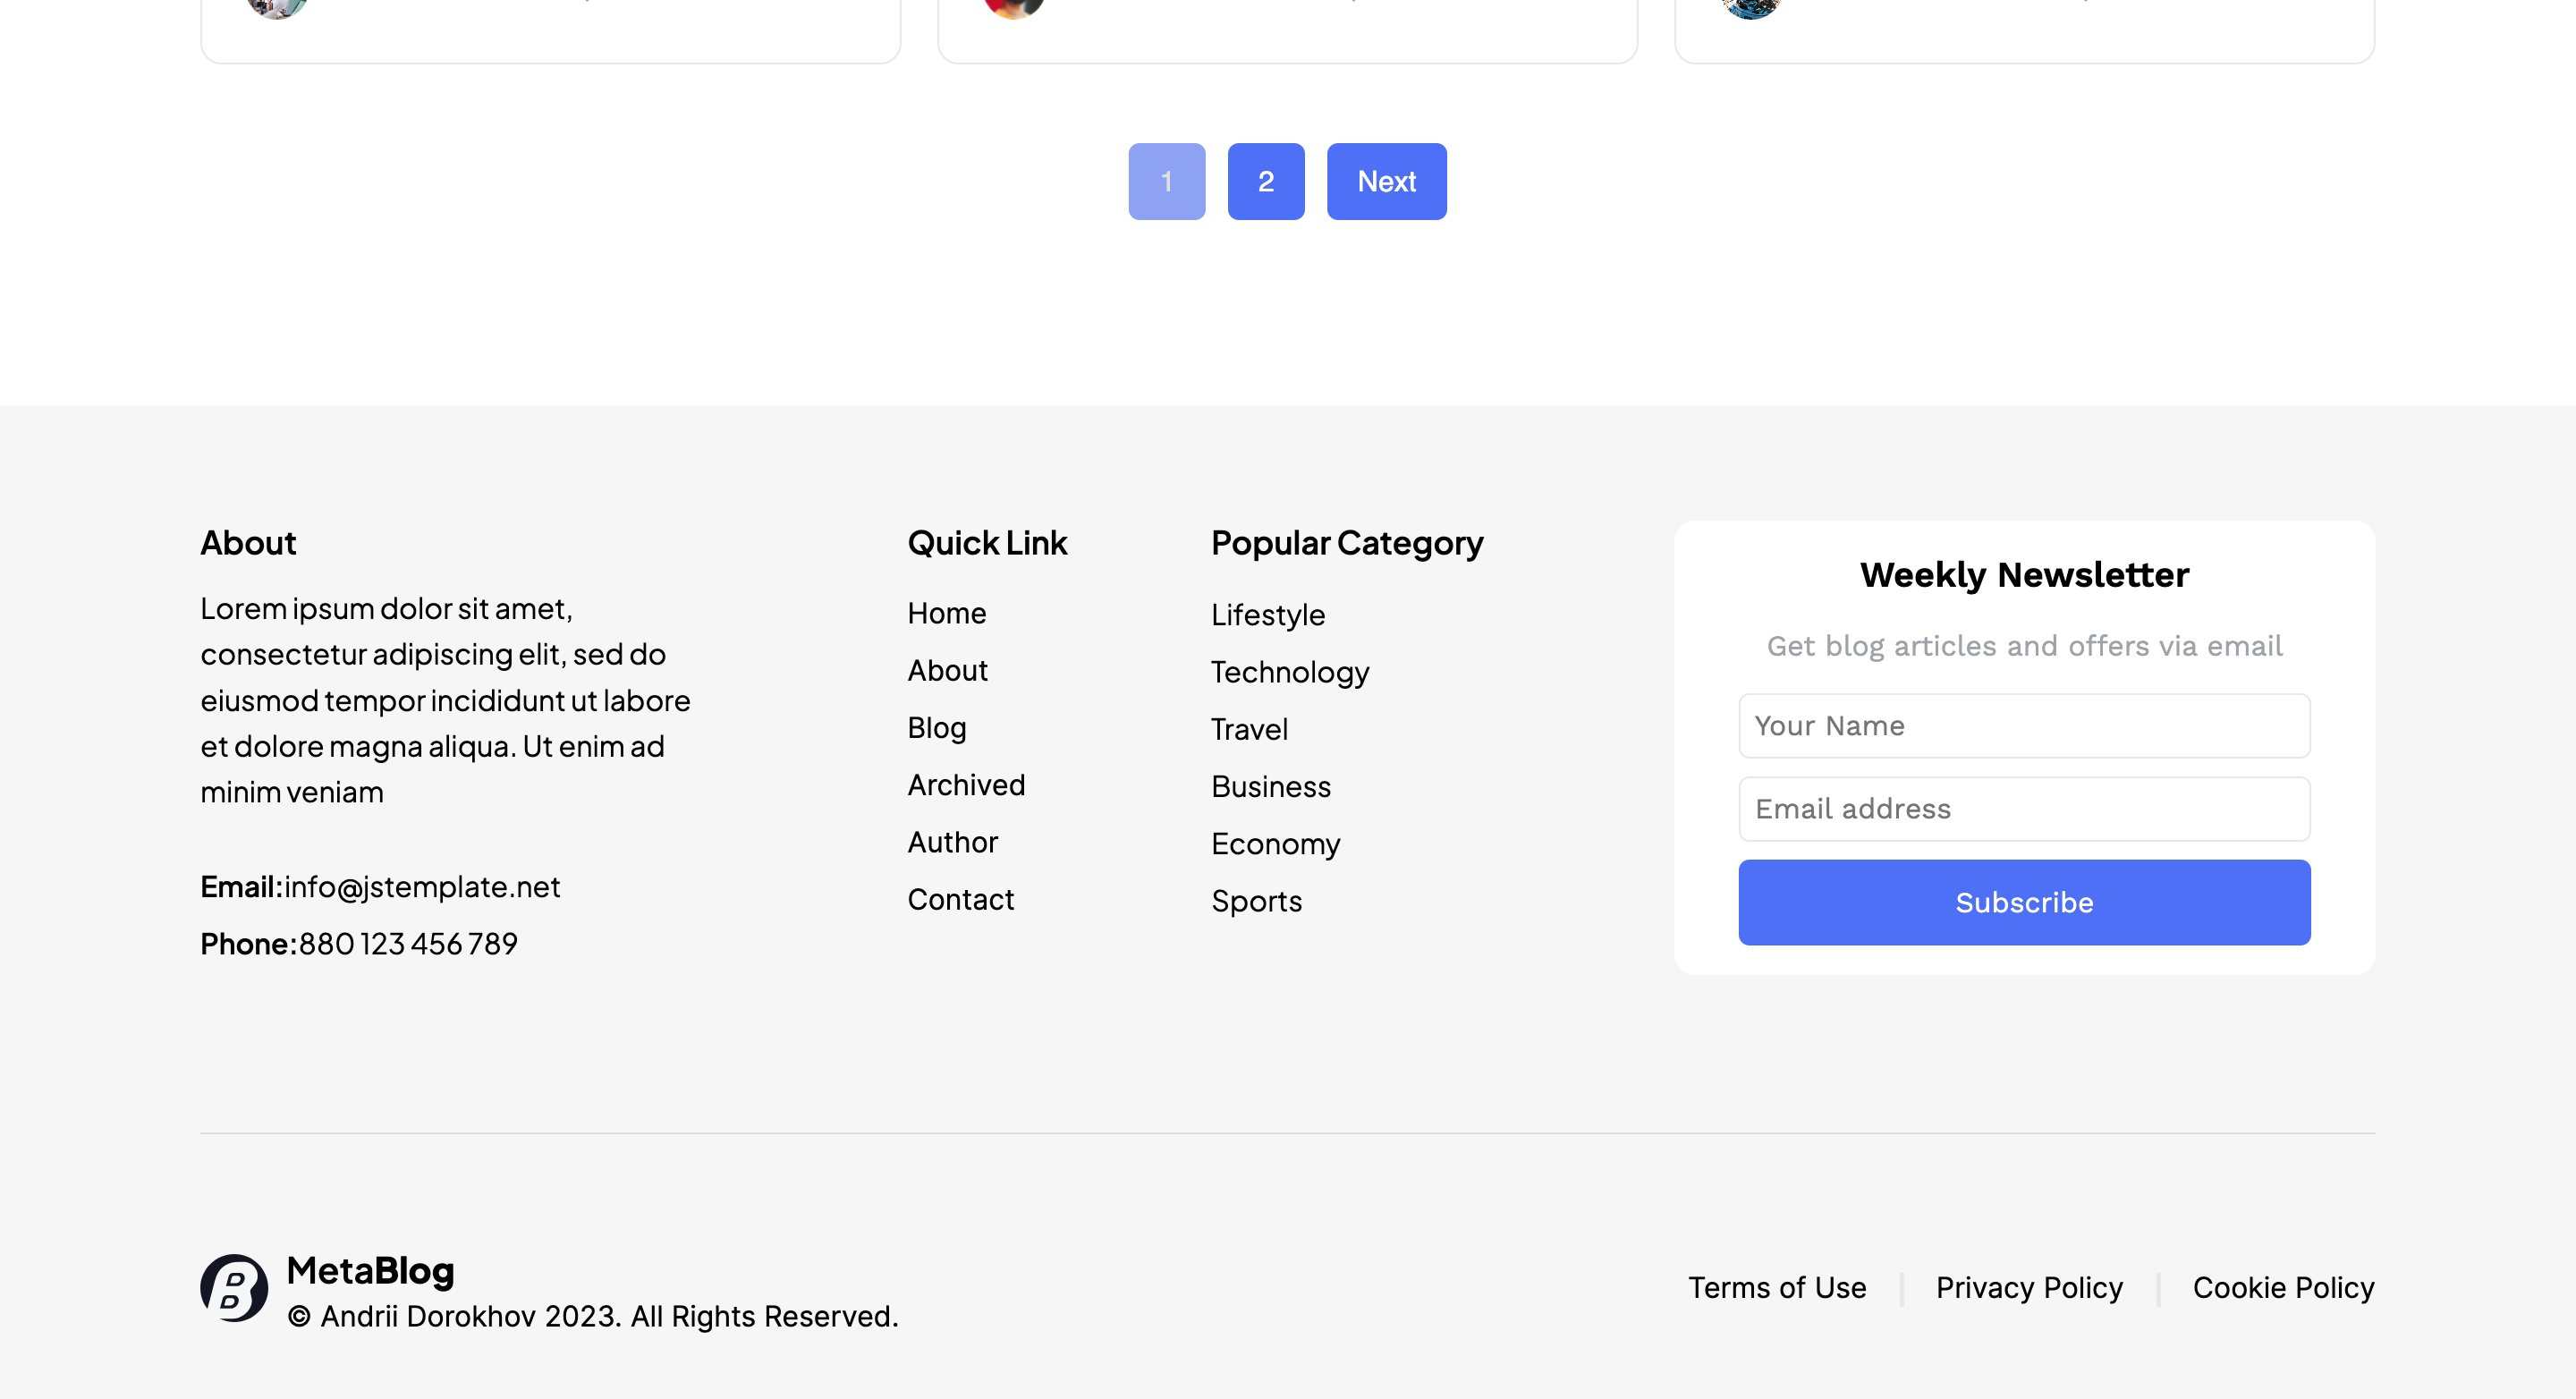 1 2 Next
About
Lorem ipsum dolor sit amet,
consectetur adipiscing elit, sed do
eiusmod tempor incididunt ut labore
et dolore magna aliqua. Ut enim ad
minim veniam
Email:info@jstemplate.net
Phone:880 123 456 789
Quick Link
Home
About
Blog
Archived
Author
Contact
Popular Category
Lifestyle
Technology
Travel
Business
Economy
Sports
Weekly Newsletter
Get blog articles and offers via email
Your Name
Email address
Subscribe
MetaBlog
© Andrii Dorokhov 2023. All Rights Reserved.
Terms of Use | Privacy Policy | Cookie Policy